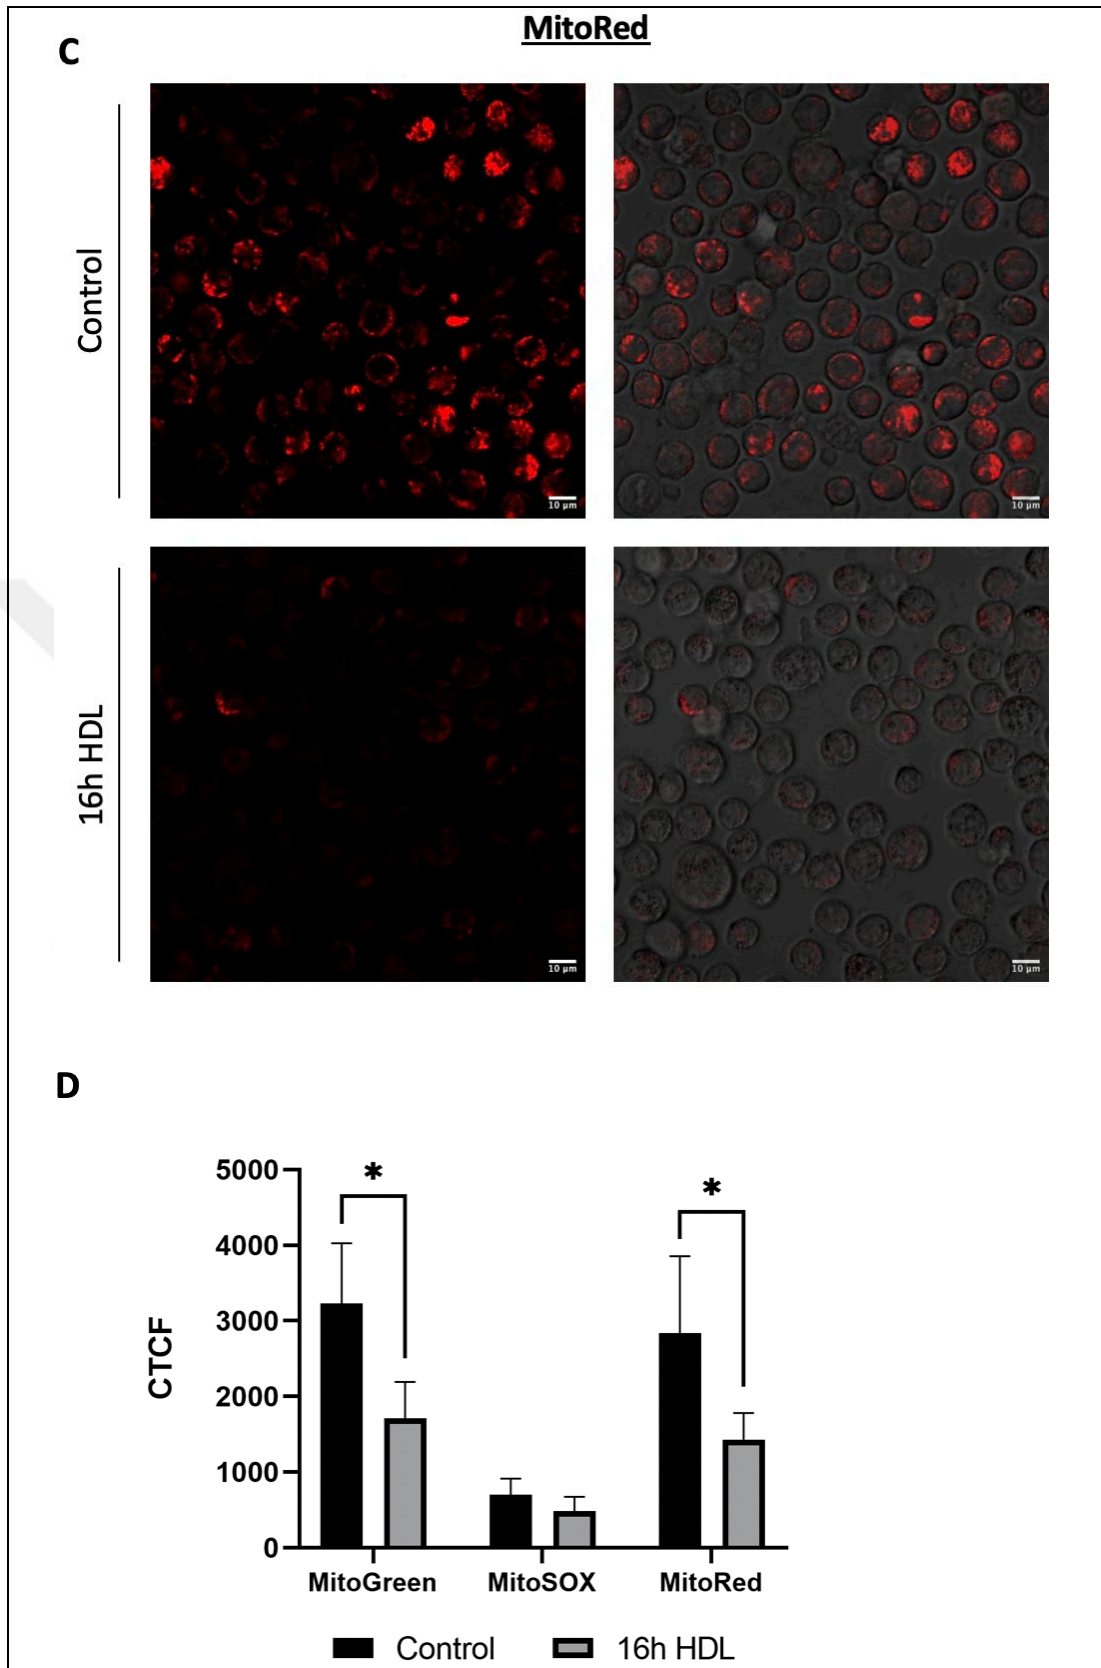 MitoRed
C
Control
10 µm
10 µm
16h HDL
10 µm
10 µm
D
*
*
5000
4000
3000
2000
1000
0
CTCF
MitoGreen MitoSOX MitoRed
Control 16h HDL